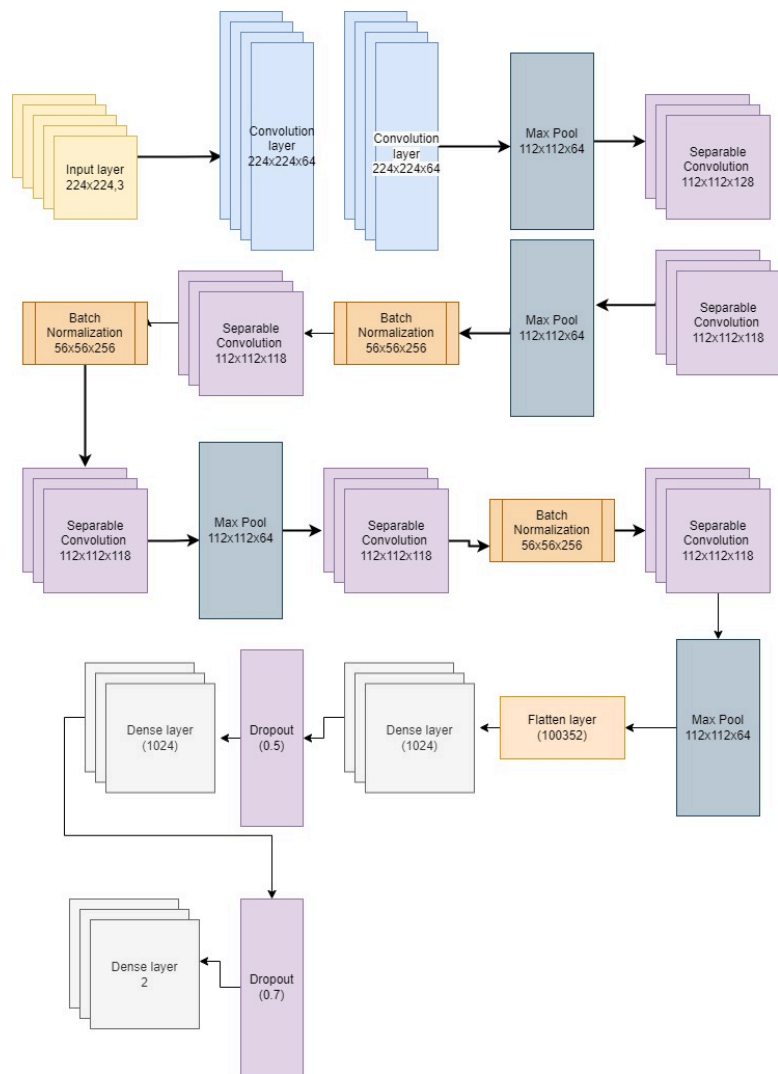 Input layer
224x224,3
Convolution
layer
224x224x64
Convolution
layer
224x224x64
Max Pool
112x112x64
Separable
Convolution
112x112x128
Separable
Convolution
112x112x118
Max Pool
112x112x64
Batch
Normalization
56x56x256
Separable
Convolution
112x112x118
Batch
Normalization
56x56x256
Separable
Convolution
112x112x118
Max Pool
112x112x64
Separable
Convolution
112x112x118
Batch
Normalization
56x56x256
Separable
Convolution
112x112x118
Max Pool
112x112x64
Flatten layer
(100352)
Dense layer
(1024)
Dropout
(0.5)
Dense layer
(1024)
Dropout
(0.7)
Dense layer
2